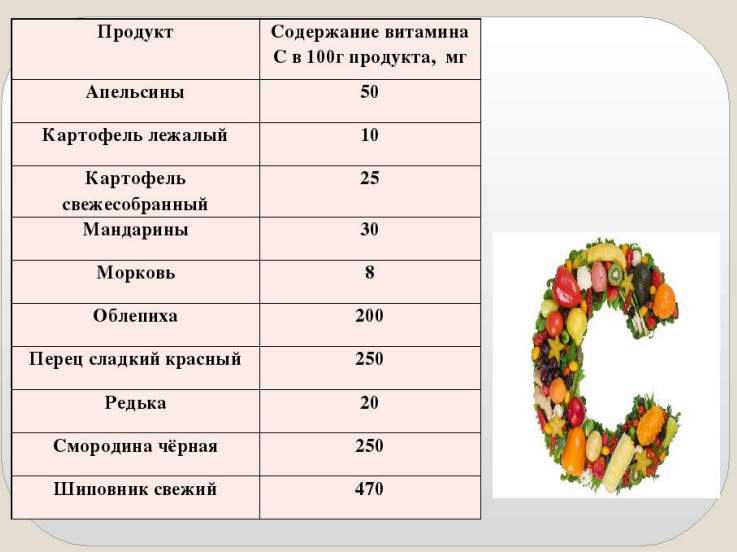 Продукт
Содержание витамина
С в 100г продукта, мг
Апельсины
50
Картофель лежалый
10
Картофель
свежесобранный
25
Мандарины
30
Морковь
8
Облепиха
200
Перец сладкий красный
250
Редька
20
Смородина чёрная
250
Шиповник свежий
470